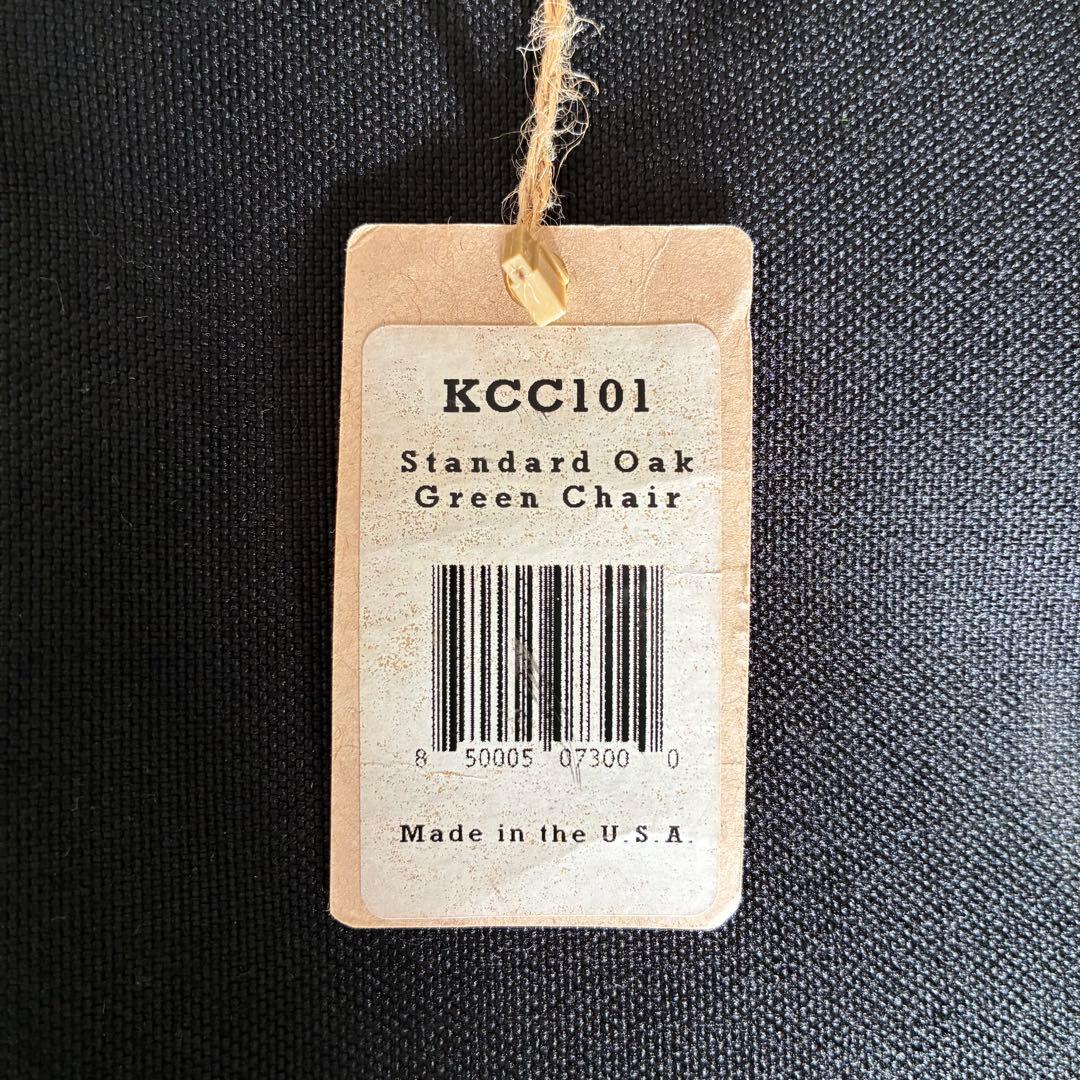 KCC101
Standard Oak
Green Chair
8 50005 07300 0
Made in the U.S.A.